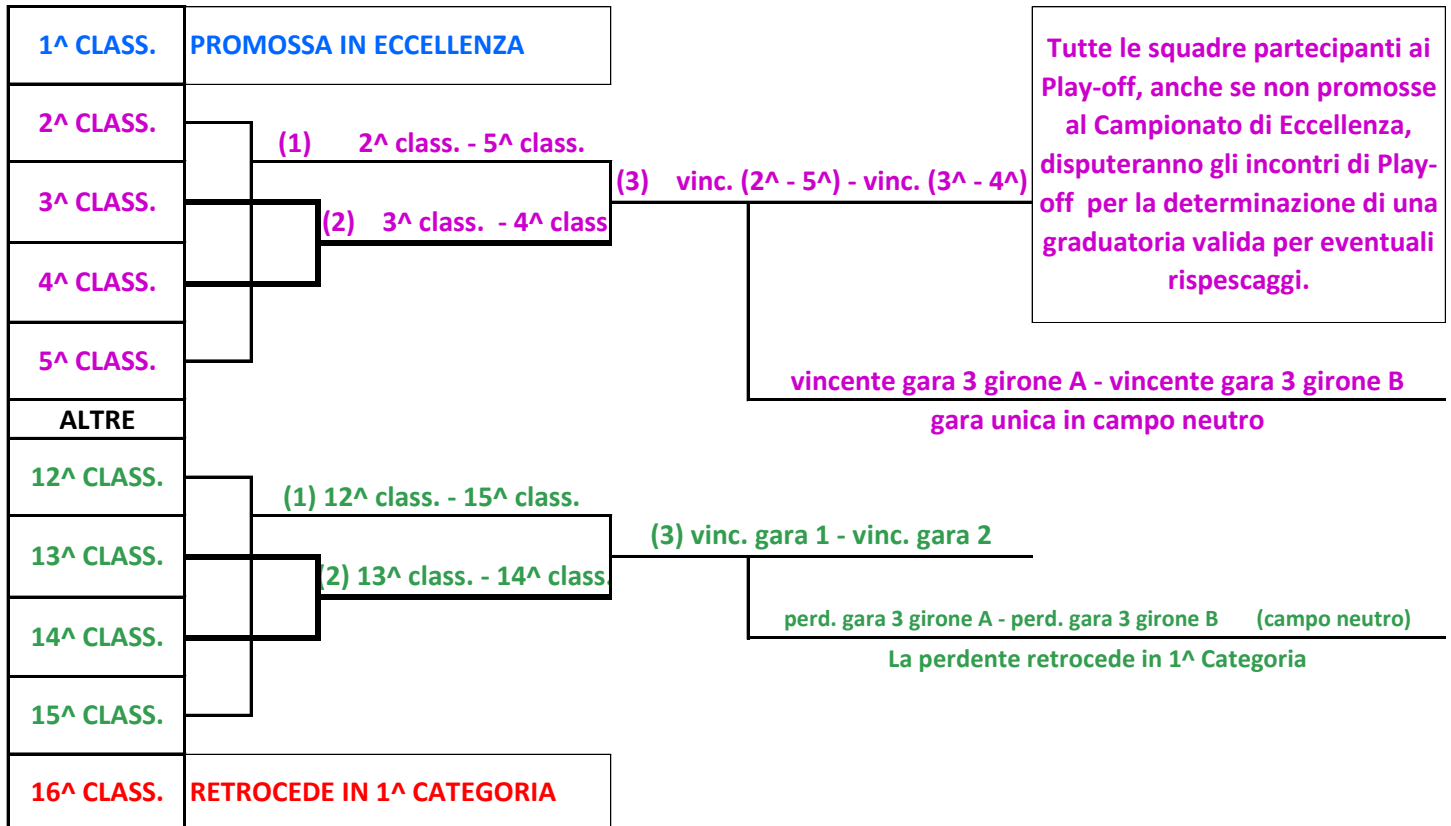 1^ CLASS. PROMOSSA IN ECCELLENZA
Tutte le squadre partecipanti ai
Play-off, anche se non promosse
al Campionato di Eccellenza,
disputeranno gli incontri di Play-
off per la determinazione di una
graduatoria valida per eventuali
rispescaggi.
2^ CLASS.
(1) 2^ class. - 5^ class.
3^ CLASS.
(3) vinc. (2^ - 5^) - vinc. (3^ - 4^)
(2) 3^ class. - 4^ class
4^ CLASS.
5^ CLASS.
vincente gara 3 girone A - vincente gara 3 girone B
gara unica in campo neutro
ALTRE
12^ CLASS.
(1) 12^ class. - 15^ class.
13^ CLASS.
(3) vinc. gara 1 - vinc. gara 2
(2) 13^ class. - 14^ class.
14^ CLASS.
perd. gara 3 girone A - perd. gara 3 girone B (campo neutro)
La perdente retrocede in 1^ Categoria
15^ CLASS.
16^ CLASS. RETROCEDE IN 1^ CATEGORIA